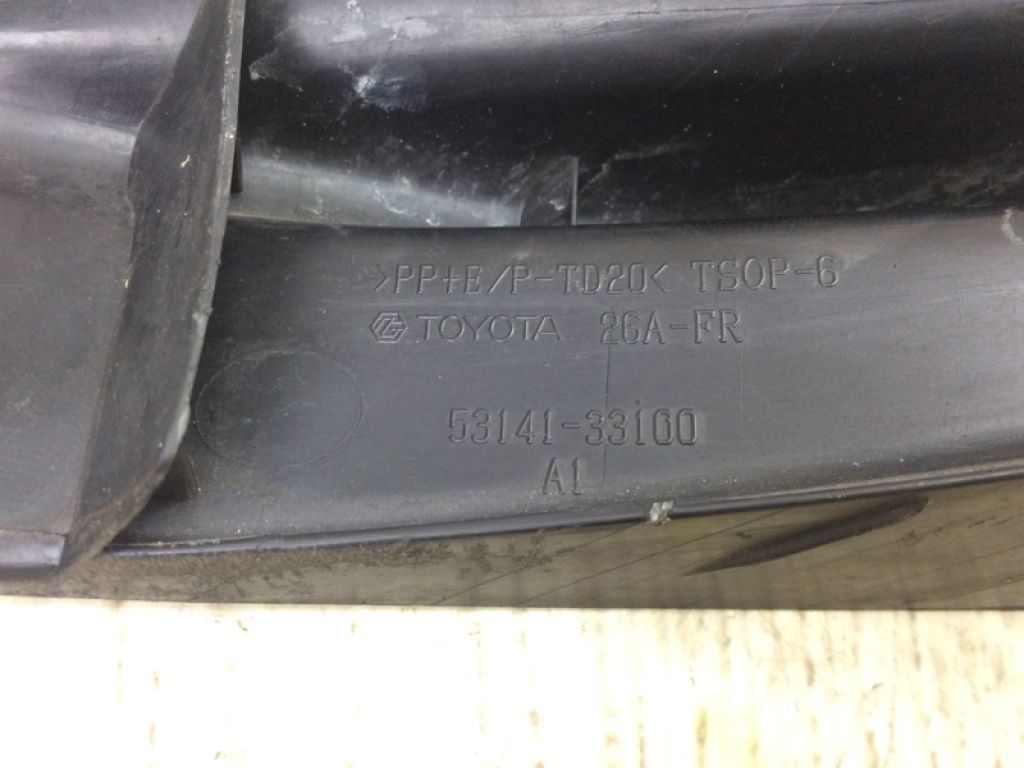 >PP+E/P-TD20< TSOP-6
TOYOTA 26A-FR
53141-33100
A1